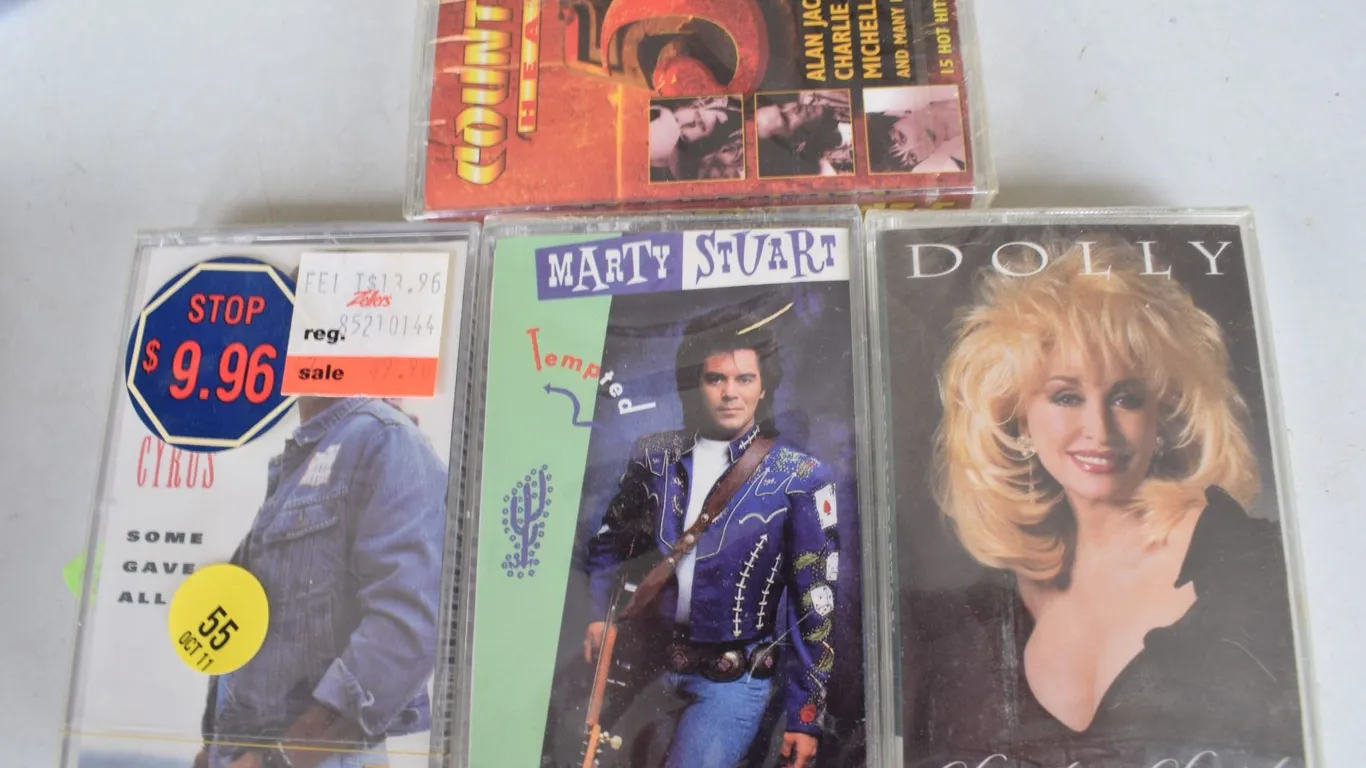 COUNT
HEA
ALAN JAC
CHARLIE
MICHELL
AND MANY
15 HOT HIT
STOP
$ 9.96
FE1 I$13.96
Zellers
reg. 85210144
sale
CYRUS
SOME
GAVE
ALL
55
OCT 11
MARTY STUART
Tempted
DOLLY